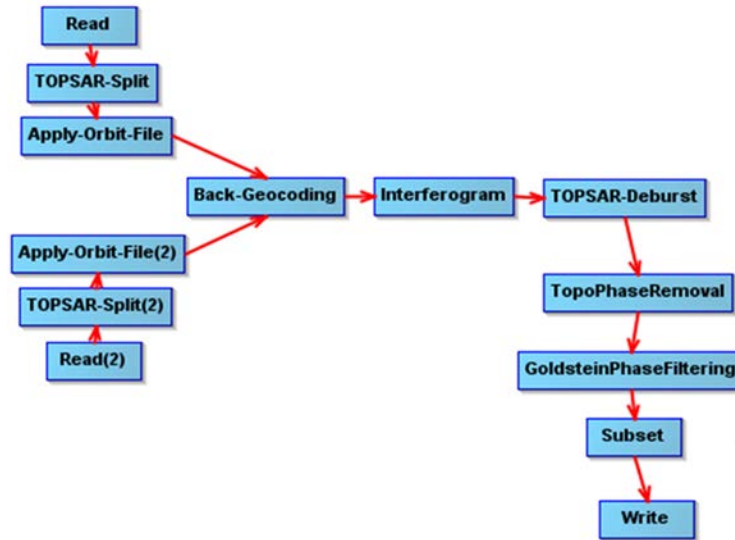 Read
TOPSAR-Split
Apply-Orbit-File
Back-Geocoding
Interferogram
TOPSAR-Deburst
Apply-Orbit-File(2)
TOPSAR-Split(2)
Read(2)
TopoPhaseRemoval
GoldsteinPhaseFiltering
Subset
Write